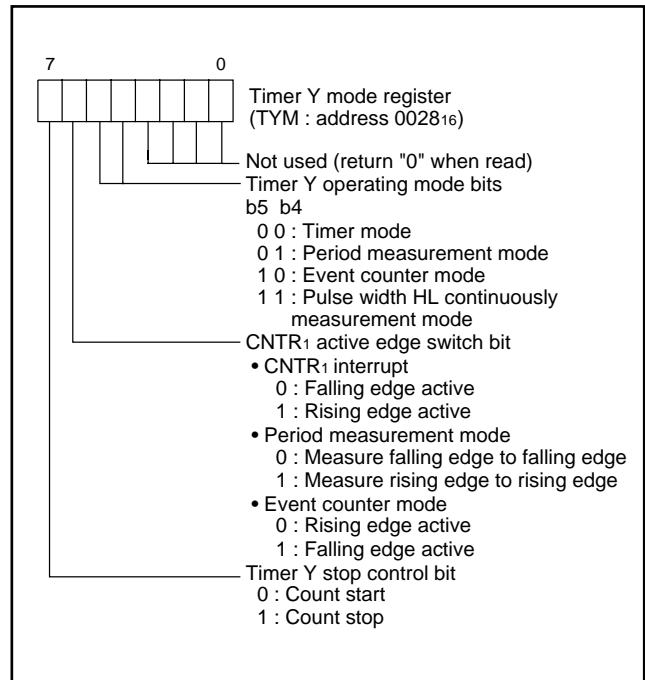 7 0
Timer Y mode register
(TYM : address 002816)
Not used (return "0" when read)
Timer Y operating mode bits
b5 b4
0 0 : Timer mode
0 1 : Period measurement mode
1 0 : Event counter mode
1 1 : Pulse width HL continuously
measurement mode
CNTR1 active edge switch bit
• CNTR1 interrupt
0 : Falling edge active
1 : Rising edge active
• Period measurement mode
0 : Measure falling edge to falling edge
1 : Measure rising edge to rising edge
• Event counter mode
0 : Rising edge active
1 : Falling edge active
Timer Y stop control bit
0 : Count start
1 : Count stop